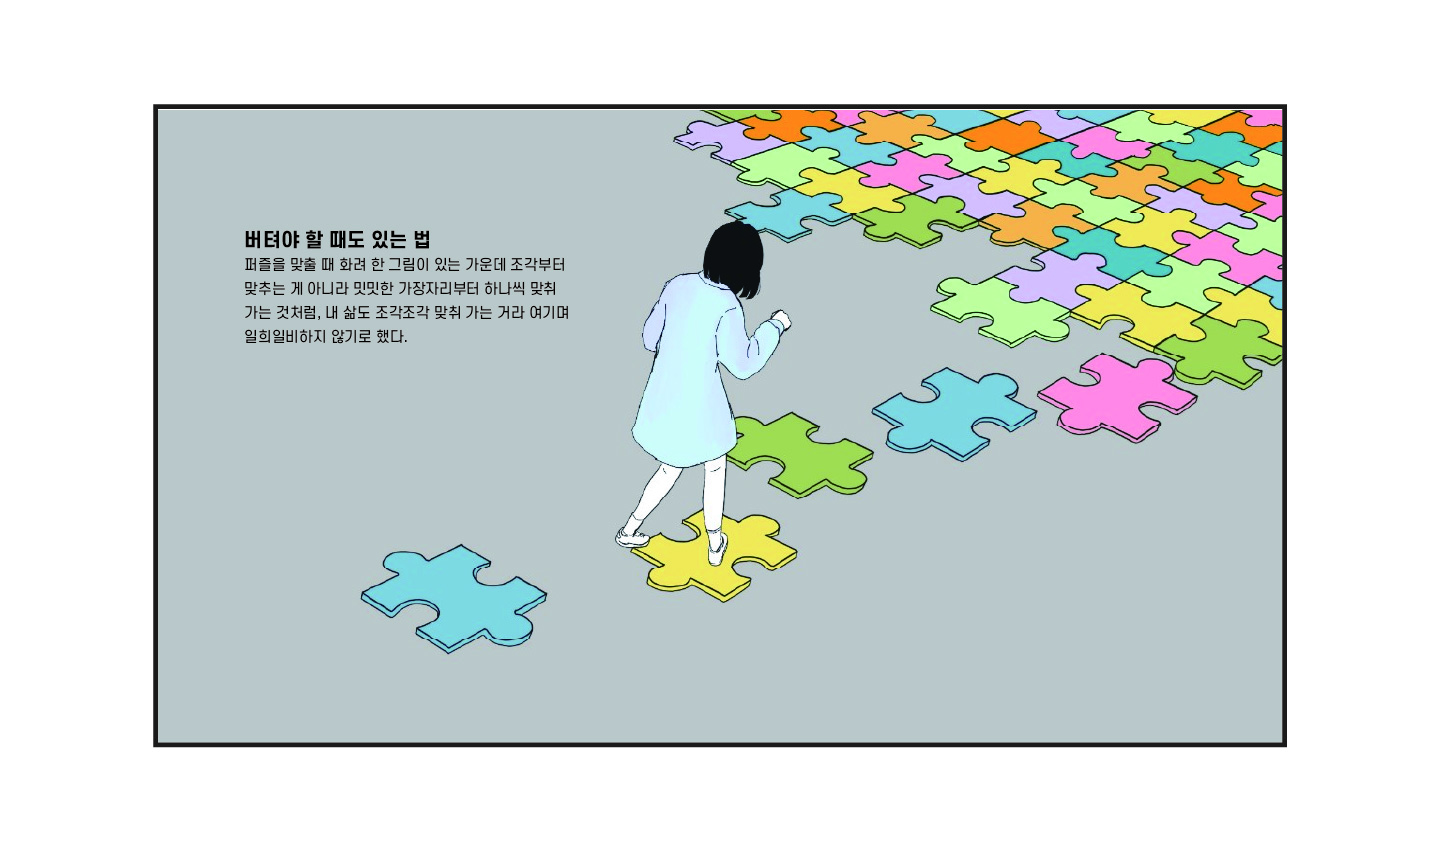 버텨야 할 때도 있는 법
퍼즐을 맞출 때 화려 한 그림이 있는 가운데 조각부터
맞추는 게 아니라 밋밋한 가장자리부터 하나씩 맞춰
가는 것처럼, 내 삶도 조각조각 맞춰 가는 거라 여기며
일희일비하지 않기로 했다.